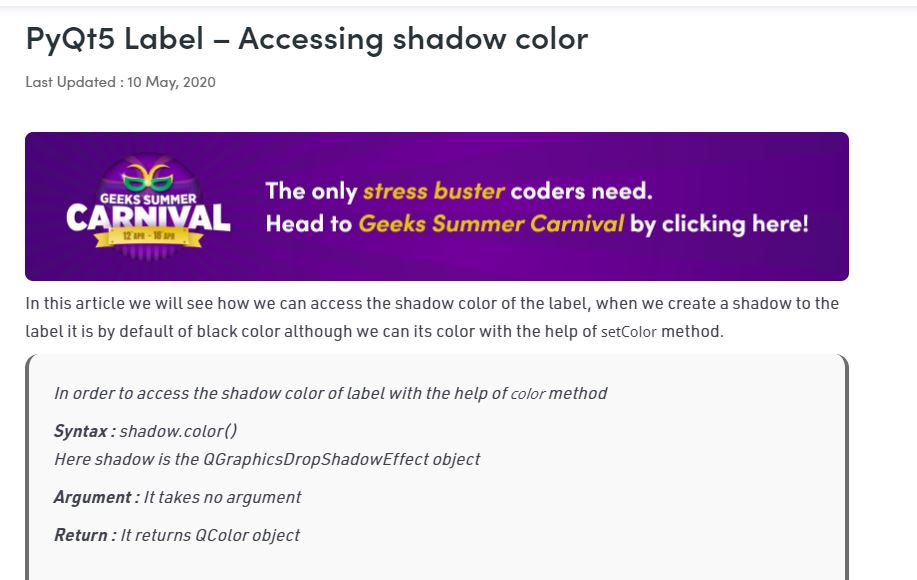 PyQt5 Label – Accessing shadow color
Last Updated : 10 May, 2020
GEEKS SUMMER
CARNIVAL
12 APR - 18 APR
The only stress buster coders need.
Head to Geeks Summer Carnival by clicking here!
In this article we will see how we can access the shadow color of the label, when we create a shadow to the
label it is by default of black color although we can its color with the help of setColor method.
In order to access the shadow color of label with the help of color method
Syntax : shadow.color()
Here shadow is the QGraphicsDropShadowEffect object
Argument : It takes no argument
Return : It returns QColor object